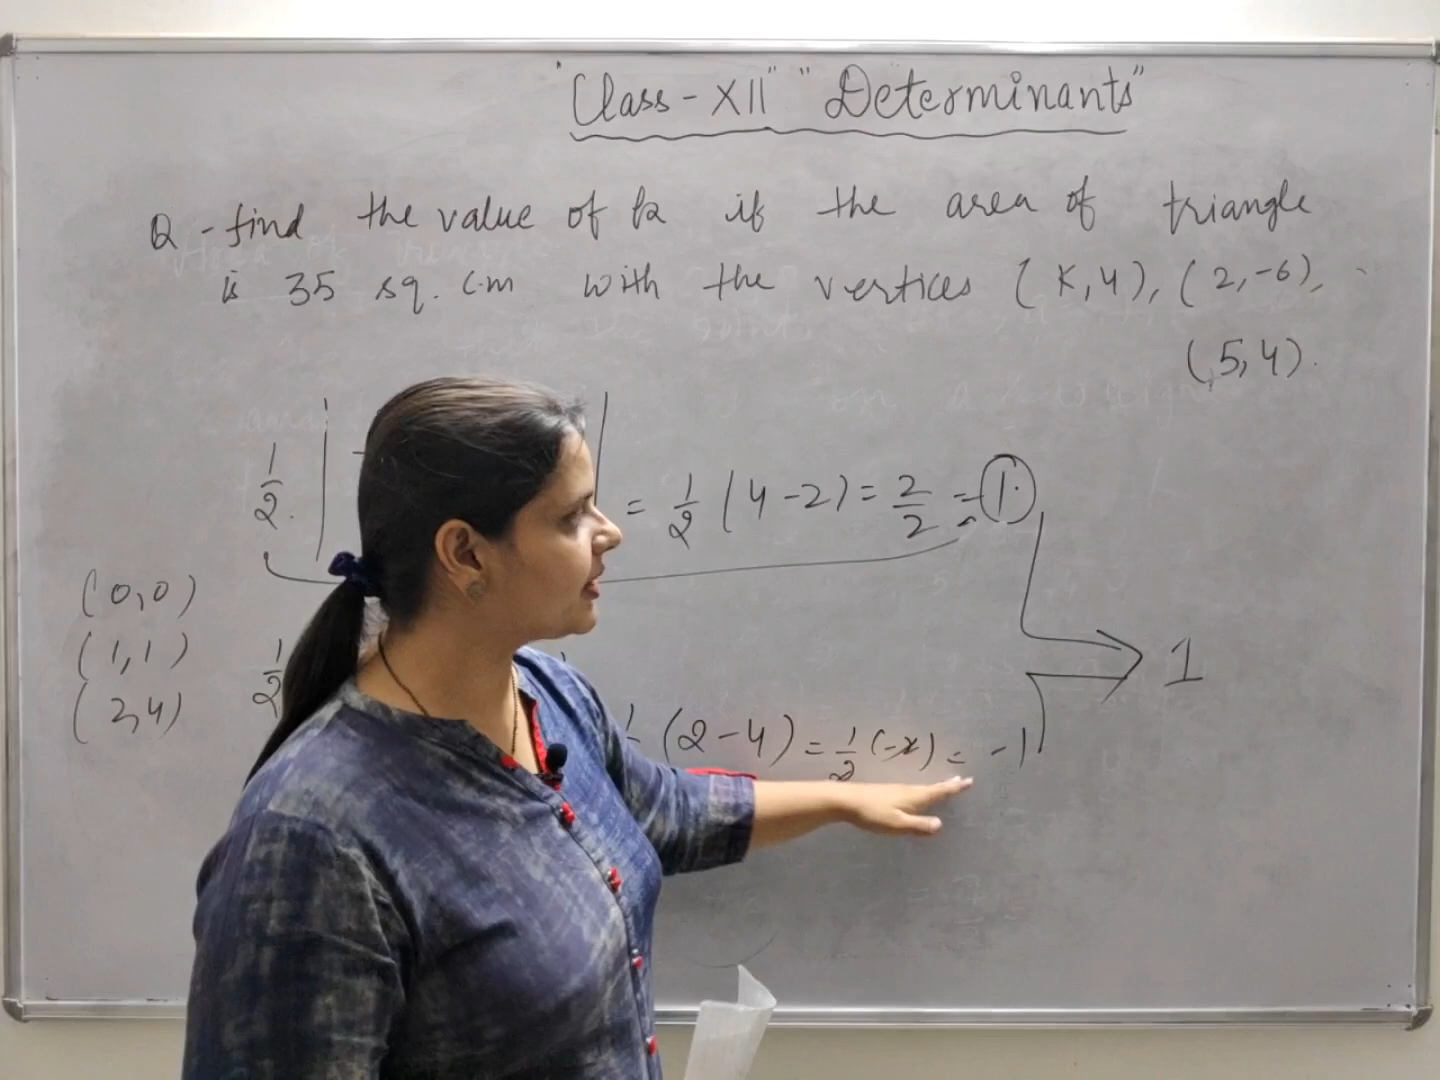 "Class-XII" "Determinants"
Q - find the value of k if the area of triangle
is 35 sq. cm with the vertices (k,4), (2,-6),
(5,4).
1/2 | | = 1/2 (4-2) = 2/2 = 1.
(0,0)
(1,1)
(2,4)
1/2
(2-4) = 1/2 (-2) = -1
1